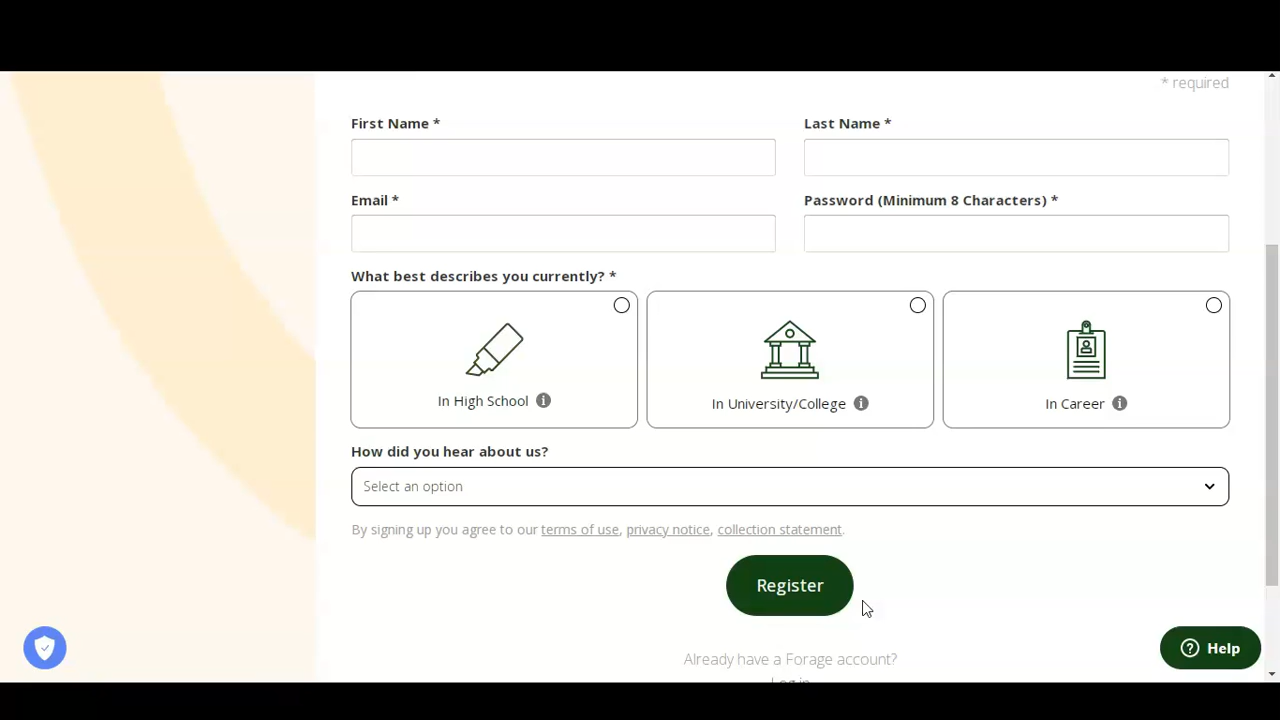 * required
First Name *
Last Name *
Email *
Password (Minimum 8 Characters) *
What best describes you currently? *
In High School
In University/College
In Career
How did you hear about us?
Select an option
By signing up you agree to our terms of use, privacy notice, collection statement.
Register
Help
Already have a Forage account?
Log in